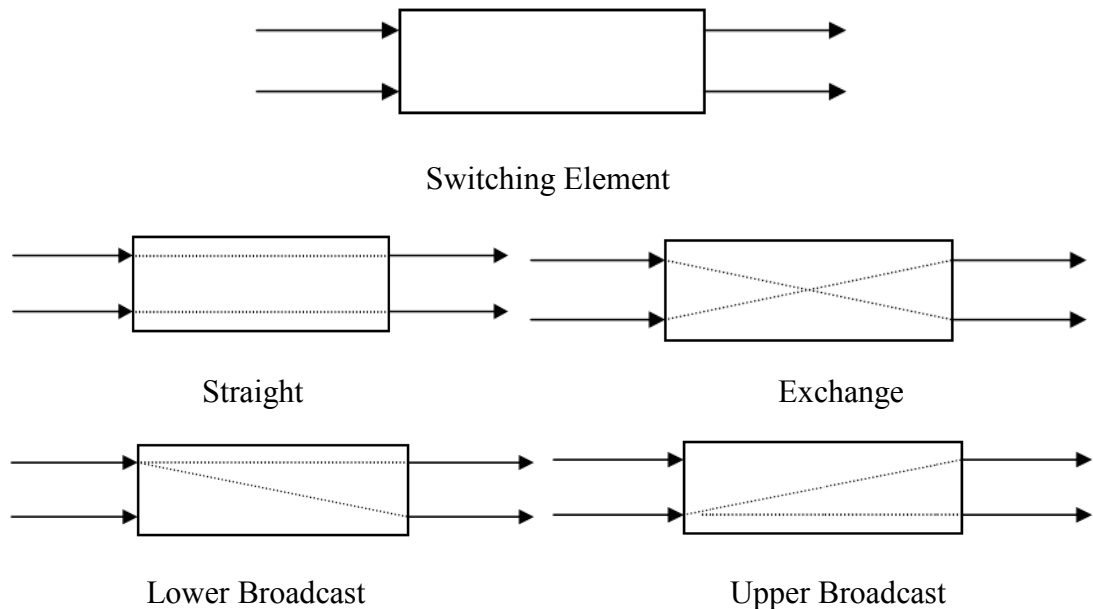 Switching Element
Straight
Exchange
Lower Broadcast
Upper Broadcast